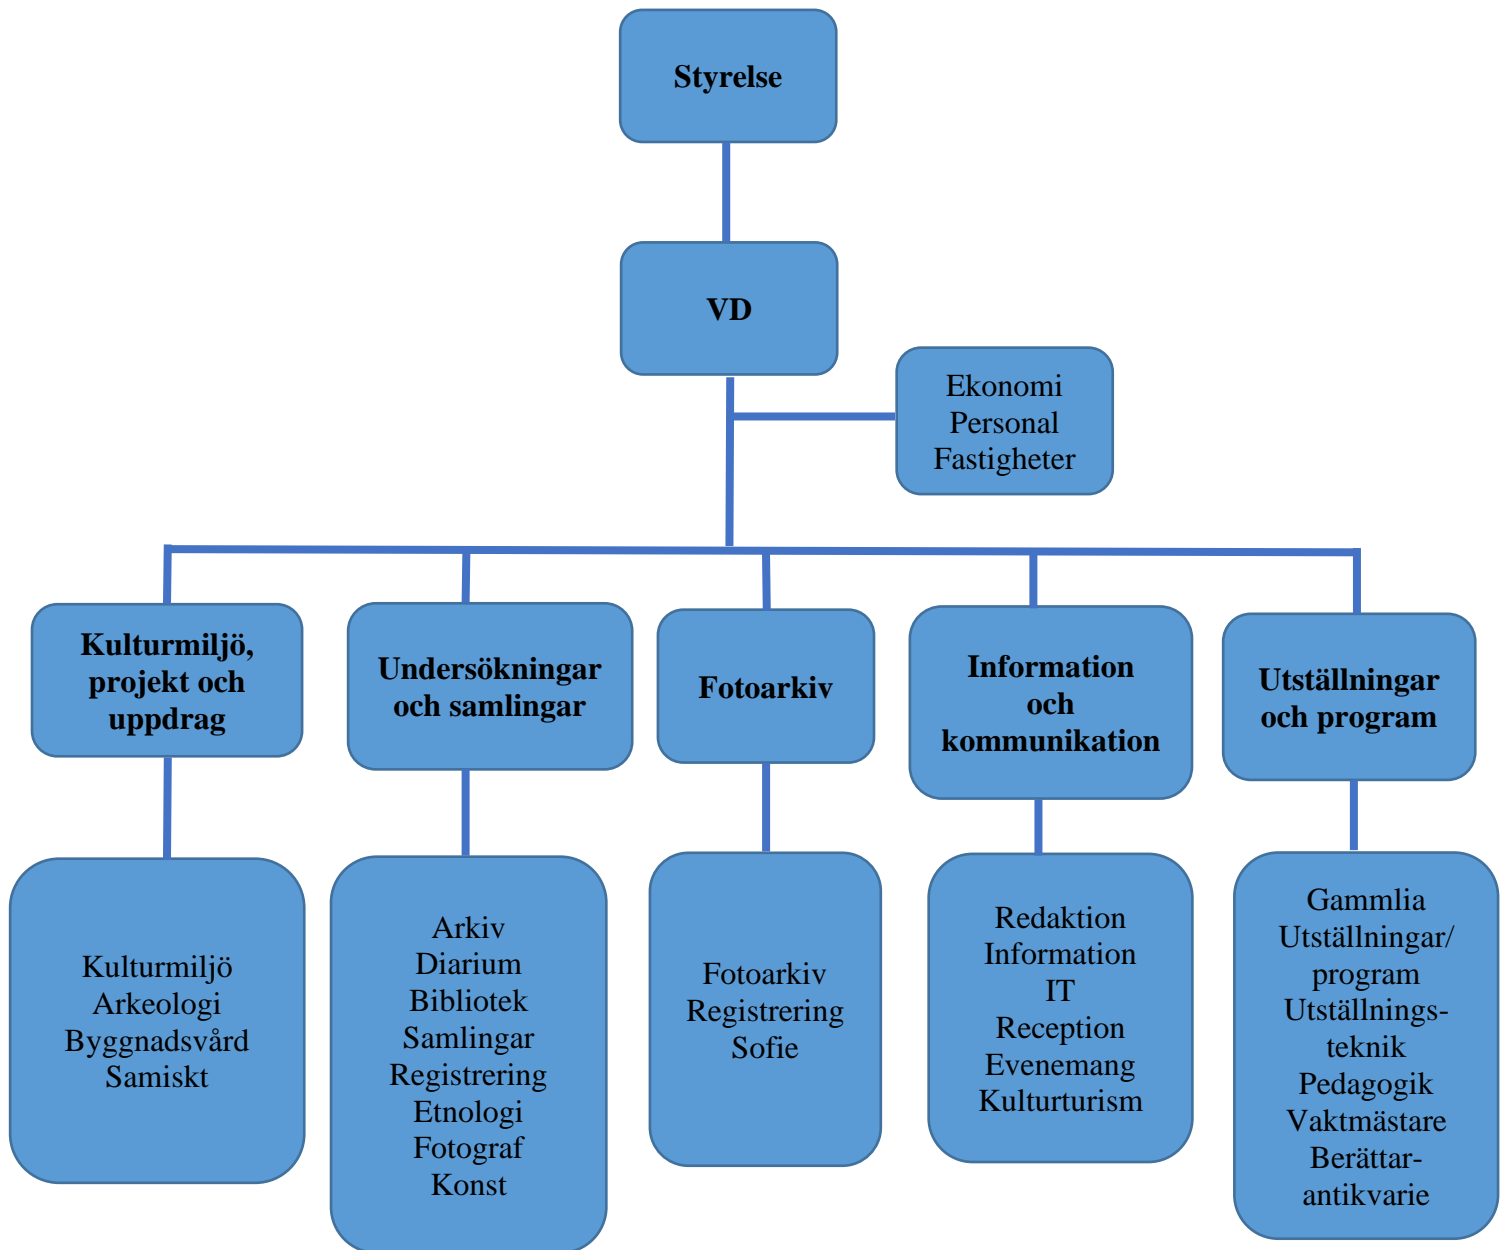 Styrelse
VD
Ekonomi
Personal
Fastigheter
Kulturmiljö,
projekt och
uppdrag
Undersökningar
och samlingar
Fotoarkiv
Information
och
kommunikation
Utställningar
och program
Kulturmiljö
Arkeologi
Byggnadsvård
Samiskt
Arkiv
Diarium
Bibliotek
Samlingar
Registrering
Etnologi
Fotograf
Konst
Fotoarkiv
Registrering
Sofie
Redaktion
Information
IT
Reception
Evenemang
Kulturturism
Gammlia
Utställningar/
program
Utställnings-
teknik
Pedagogik
Vaktmästare
Berättar-
antikvarie